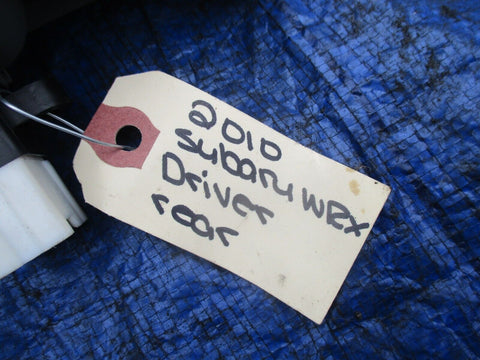 2010
subaru WRX
Driver
rear